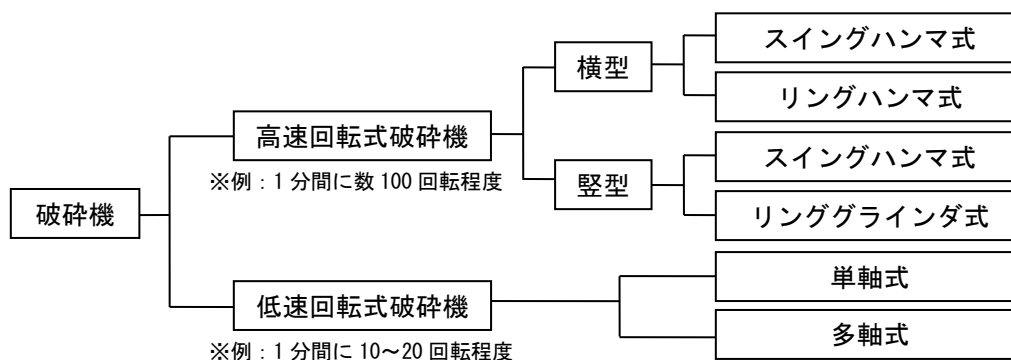 破砕機
高速回転式破砕機
※例：1分間に数100回転程度
横型
スイングハンマ式
リングハンマ式
竪型
スイングハンマ式
リンググラインダ式
低速回転式破砕機
※例：1分間に10～20回転程度
単軸式
多軸式